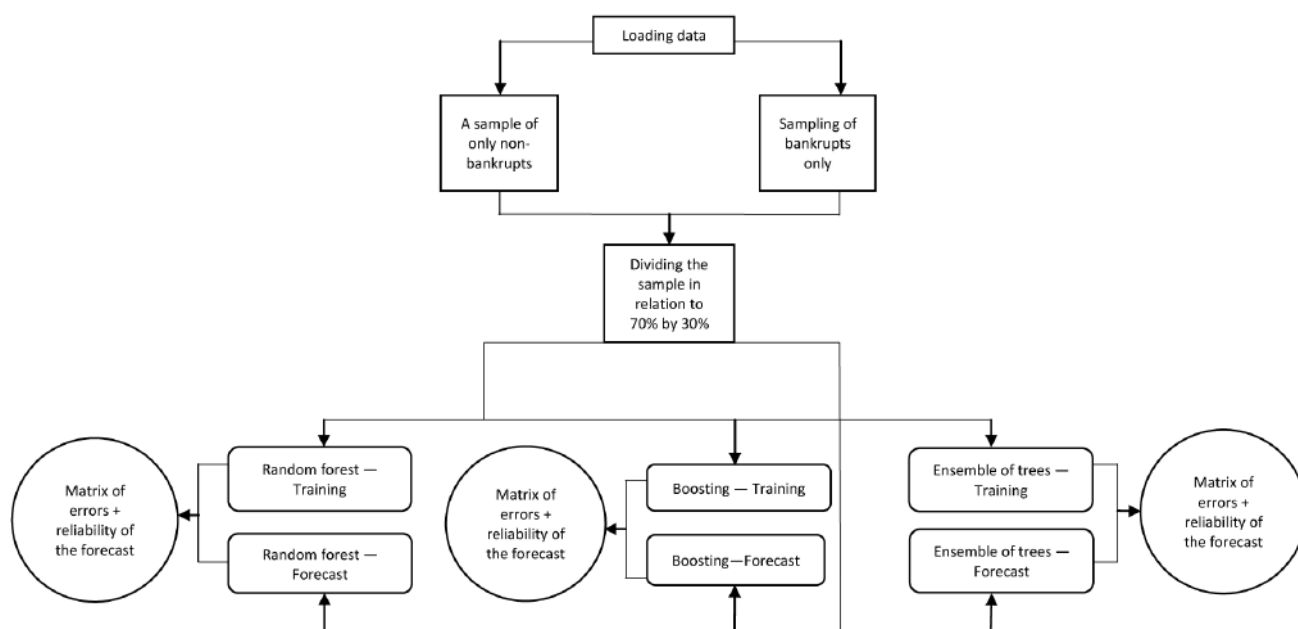 Loading data
A sample of
only non-
bankrupts
Sampling of
bankrupts
only
Dividing the
sample in
relation to
70% by 30%
Matrix of
errors +
reliability of
the forecast
Random forest —
Training
Random forest —
Forecast
Matrix of
errors +
reliability of
the forecast
Boosting — Training
Boosting—Forecast
Ensemble of trees —
Training
Ensemble of trees —
Forecast
Matrix of
errors +
reliability of
the forecast